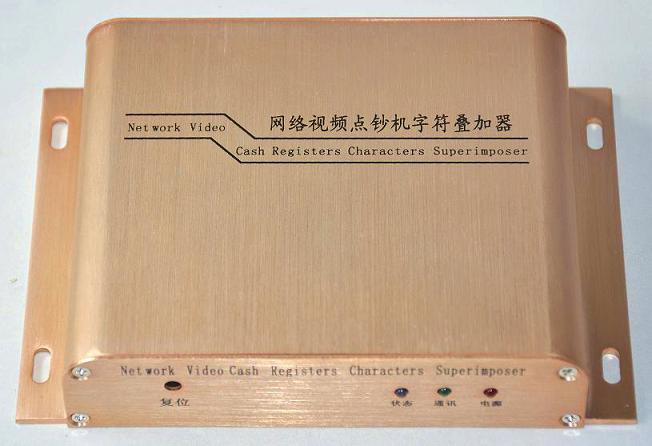 网络视频点钞机字符叠加器
Network Video
Cash Registers Characters Superimposer
Network Video Cash Registers Characters Superimposer
复位
状态 通讯 电源